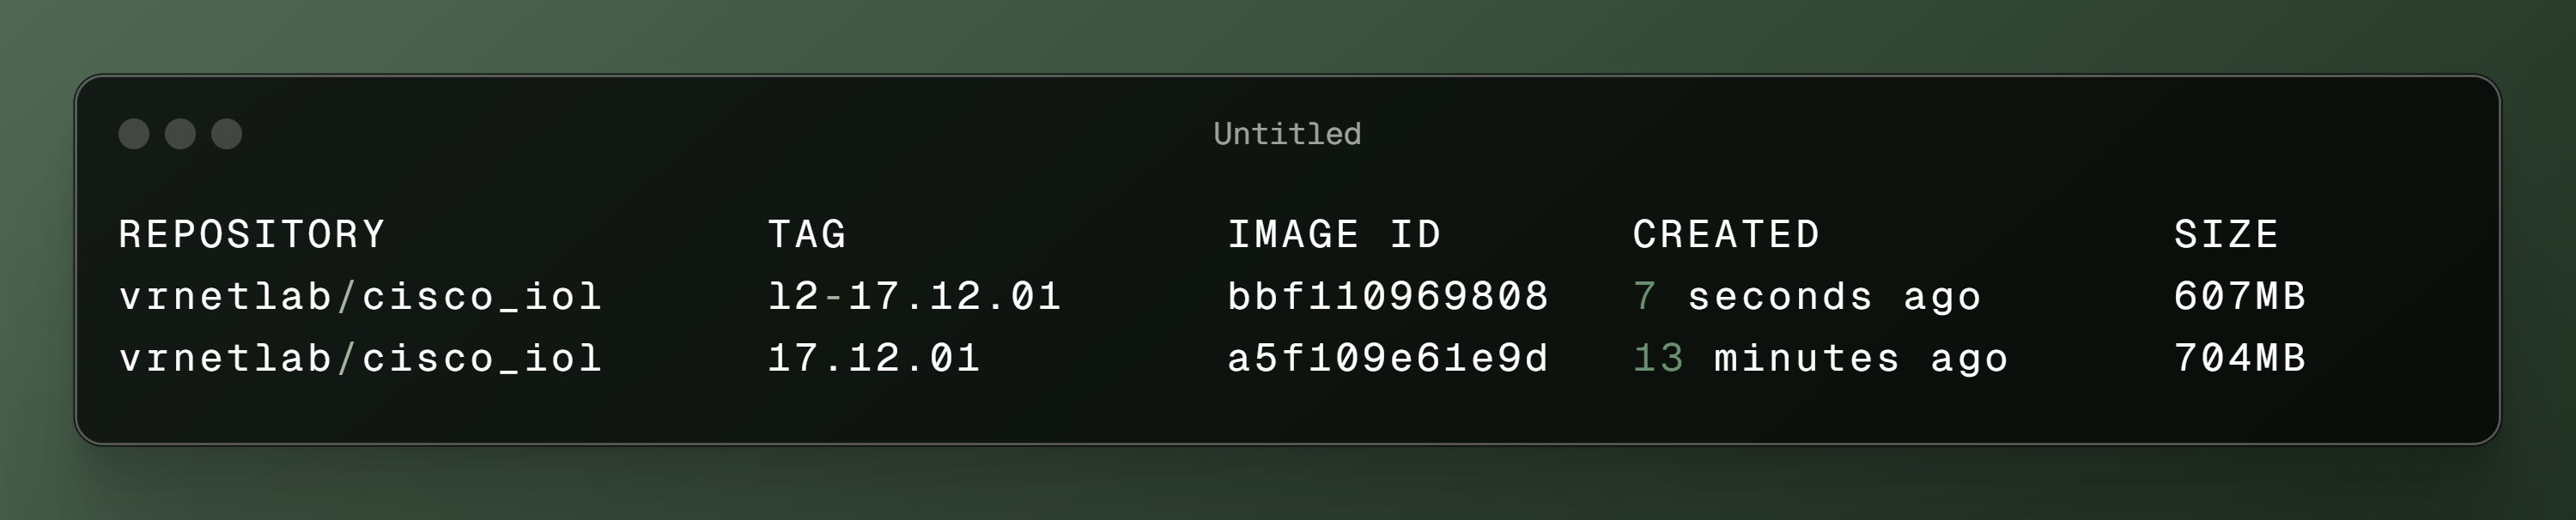 Untitled
REPOSITORY TAG IMAGE ID CREATED SIZE
vrnetlab/cisco_iol l2-17.12.01 bbf110969808 7 seconds ago 607MB
vrnetlab/cisco_iol 17.12.01 a5f109e61e9d 13 minutes ago 704MB